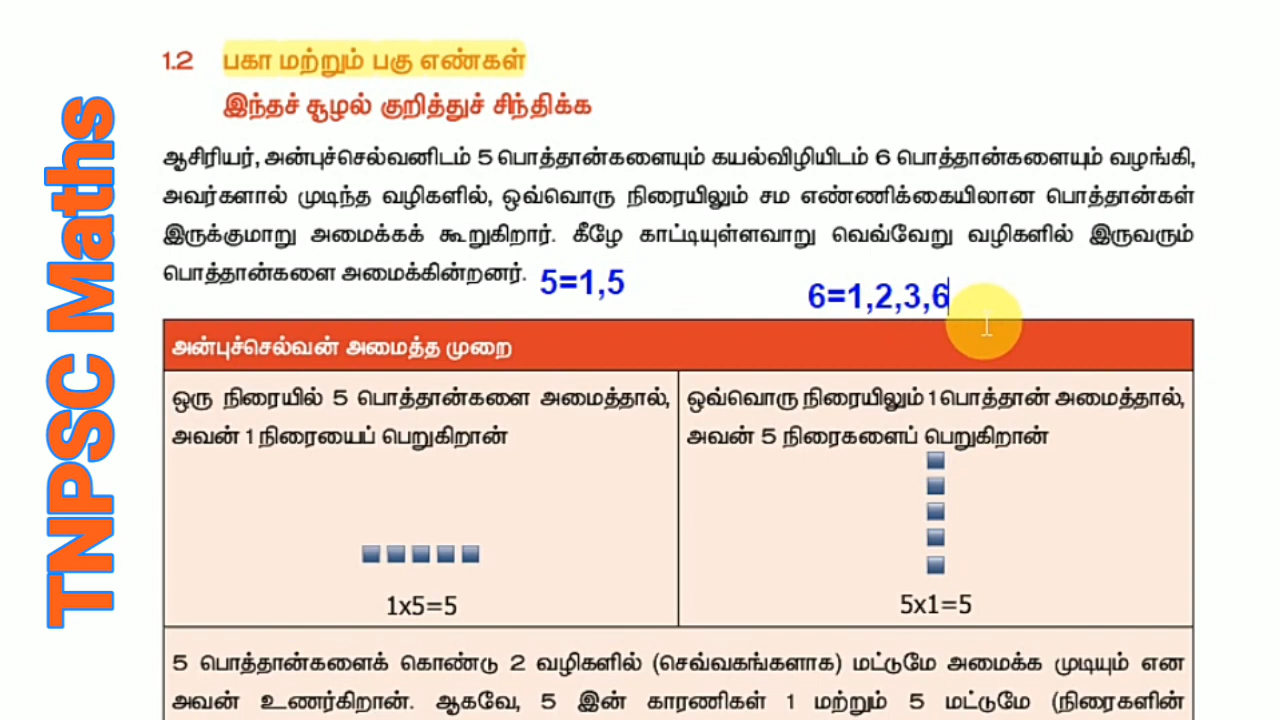 TNPSC Maths
1.2 பகா மற்றும் பகு எண்கள்
இந்தச் சூழல் குறித்துச் சிந்திக்க
ஆசிரியர், அன்புச்செல்வனிடம் 5 பொத்தான்களையும் கயல்விழியிடம் 6 பொத்தான்களையும் வழங்கி,
அவர்களால் முடிந்த வழிகளில், ஒவ்வொரு நிரையிலும் சம எண்ணிக்கையிலான பொத்தான்கள்
இருக்குமாறு அமைக்கக் கூறுகிறார். கீழே காட்டியுள்ளவாறு வெவ்வேறு வழிகளில் இருவரும்
பொத்தான்களை அமைக்கின்றனர். 5=1,5 6=1,2,3,6
அன்புச்செல்வன் அமைத்த முறை
ஒரு நிரையில் 5 பொத்தான்களை அமைத்தால்,
அவன் 1 நிரையைப் பெறுகிறான்
1x5=5
ஒவ்வொரு நிரையிலும் 1 பொத்தான் அமைத்தால்,
அவன் 5 நிரைகளைப் பெறுகிறான்
5x1=5
5 பொத்தான்களைக் கொண்டு 2 வழிகளில் (செவ்வகங்களாக) மட்டுமே அமைக்க முடியும் என
அவன் உணர்கிறான். ஆகவே, 5 இன் காரணிகள் 1 மற்றும் 5 மட்டுமே (நிரைகளின்